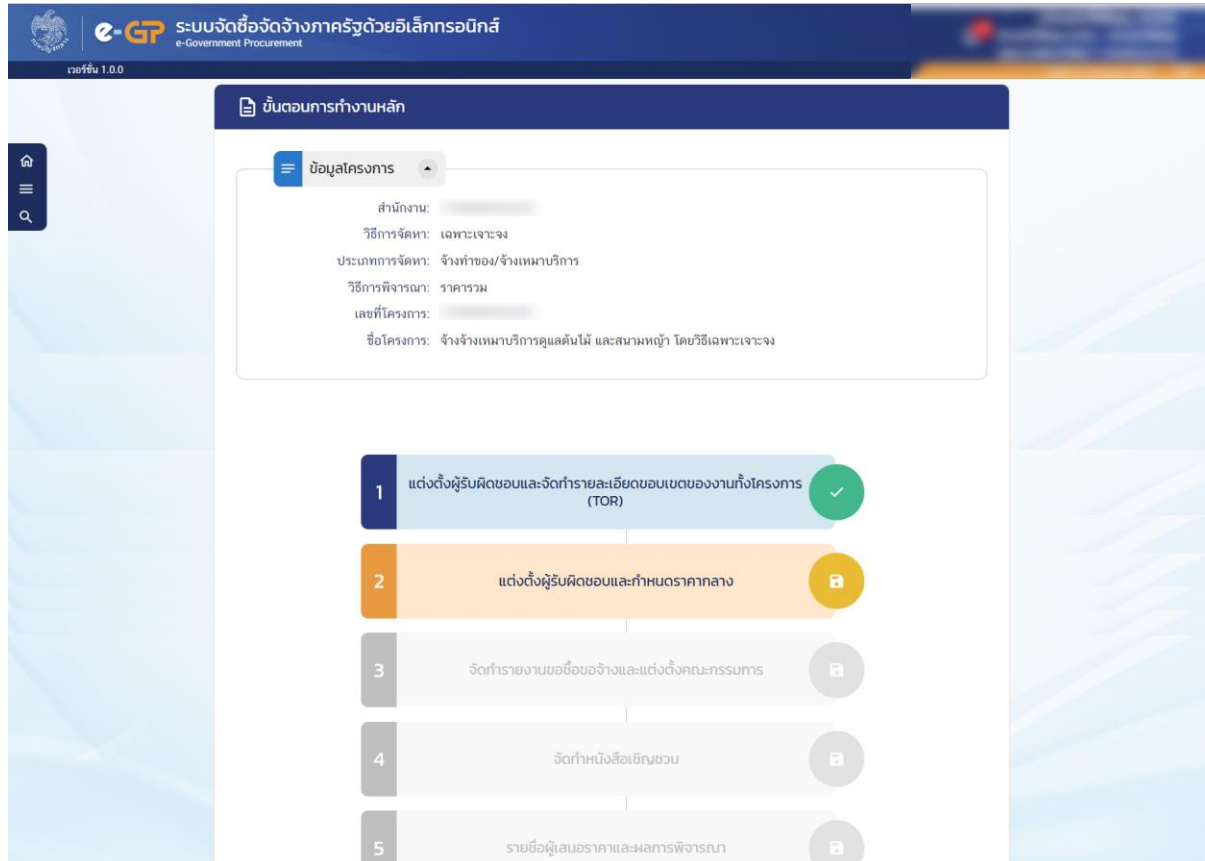 e-GP ระบบจัดซื้อจัดจ้างภาครัฐด้วยอิเล็กทรอนิกส์
e-Government Procurement
เวอร์ชั่น 1.0.0
ขั้นตอนการทำงานหลัก
ข้อมูลโครงการ
สำนักงาน:
วิธีการจัดหา: เฉพาะเจาะจง
ประเภทการจัดหา: จ้างทำของ/จ้างเหมาบริการ
วิธีการพิจารณา: ราคารวม
เลขที่โครงการ:
ชื่อโครงการ: จ้างจ้างเหมาบริการดูแลต้นไม้ และสนามหญ้า โดยวิธีเฉพาะเจาะจง
1 แต่งตั้งผู้รับผิดชอบและจัดทำรายละเอียดขอบเขตของงานทั้งโครงการ
(TOR)
2 แต่งตั้งผู้รับผิดชอบและกำหนดราคากลาง
3 จัดทำรายงานขอซื้อขอจ้างและแต่งตั้งคณะกรรมการ
4 จัดทำหนังสือเชิญชวน
5 รายชื่อผู้เสนอราคาและผลการพิจารณา